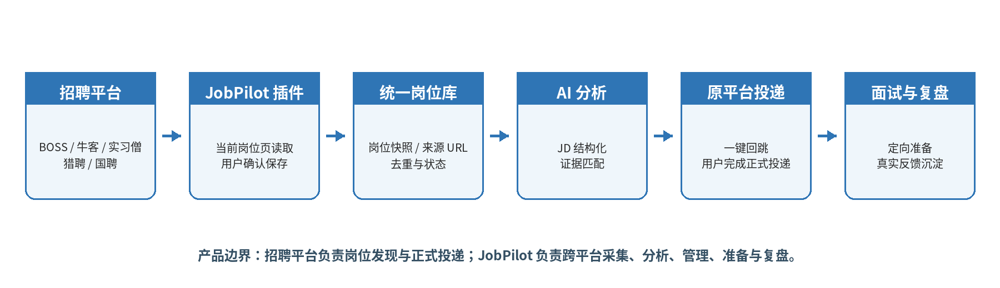 招聘平台
BOSS / 牛客 / 实习僧
猎聘 / 国聘
JobPilot 插件
当前岗位页读取
用户确认保存
统一岗位库
岗位快照 / 来源 URL
去重与状态
AI 分析
JD 结构化
证据匹配
原平台投递
一键回跳
用户完成正式投递
面试与复盘
定向准备
真实反馈沉淀
产品边界：招聘平台负责岗位发现与正式投递；JobPilot 负责跨平台采集、分析、管理、准备与复盘。